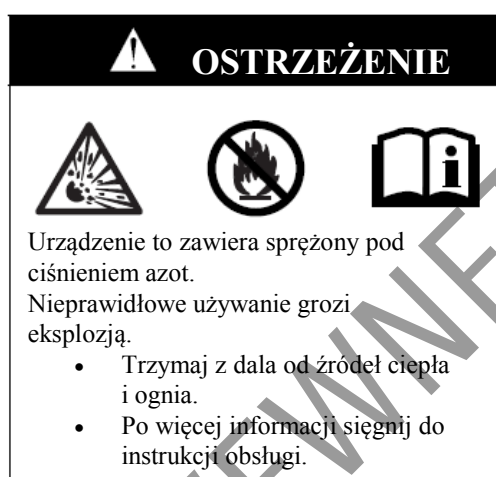 OSTRZEŻENIE
Urządzenie to zawiera sprężony pod
ciśnieniem azot.
Nieprawidłowe używanie grozi
eksplozją.
• Trzymaj z dala od źródeł ciepła
i ognia.
• Po więcej informacji sięgnij do
instrukcji obsługi.